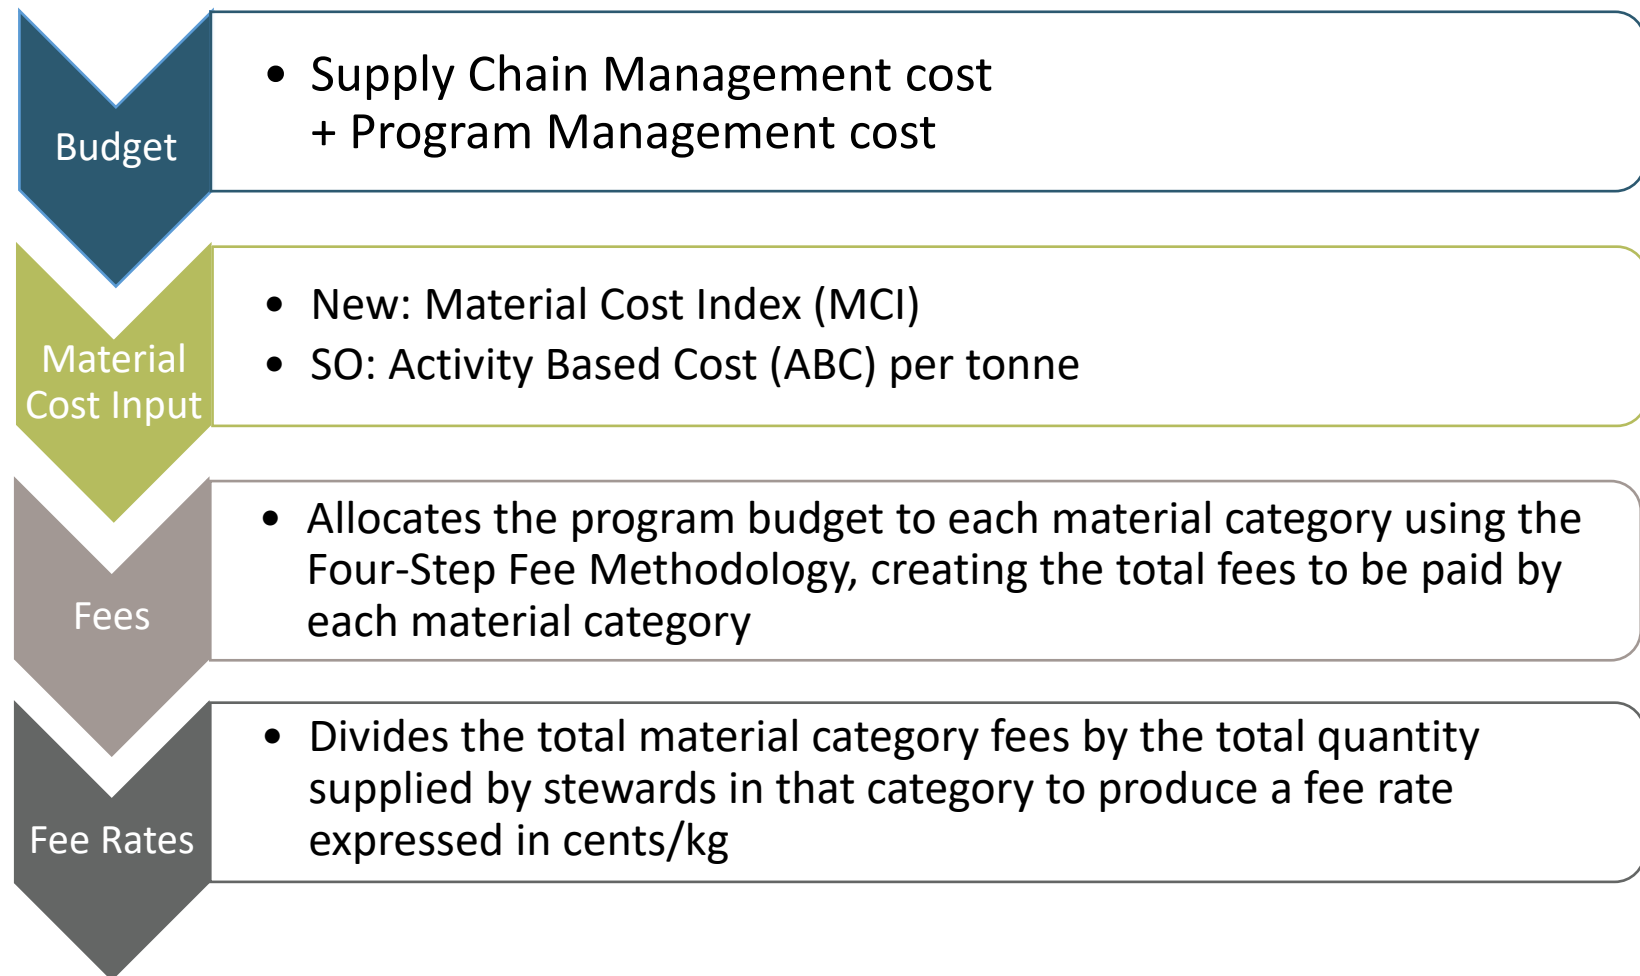 Budget
• Supply Chain Management cost
+ Program Management cost
Material
Cost Input
• New: Material Cost Index (MCI)
• SO: Activity Based Cost (ABC) per tonne
Fees
• Allocates the program budget to each material category using the
Four-Step Fee Methodology, creating the total fees to be paid by
each material category
Fee Rates
• Divides the total material category fees by the total quantity
supplied by stewards in that category to produce a fee rate
expressed in cents/kg